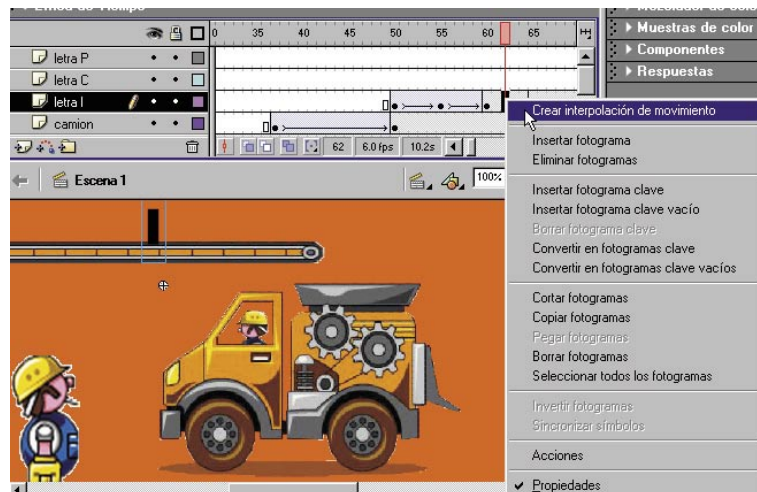 Muestras de color
Componentes
Respuestas
0 35 40 45 50 55 60 65
letra P
letra C
letra I
camion
62 6.0 fps 10.2s
Escena 1
100%
Crear interpolación de movimiento
Insertar fotograma
Eliminar fotogramas
Insertar fotograma clave
Insertar fotograma clave vacío
Borrar fotograma clave
Convertir en fotogramas clave
Convertir en fotogramas clave vacíos
Cortar fotogramas
Copiar fotogramas
Pegar fotogramas
Borrar fotogramas
Seleccionar todos los fotogramas
Invertir fotogramas
Sincronizar símbolos
Acciones
Propiedades